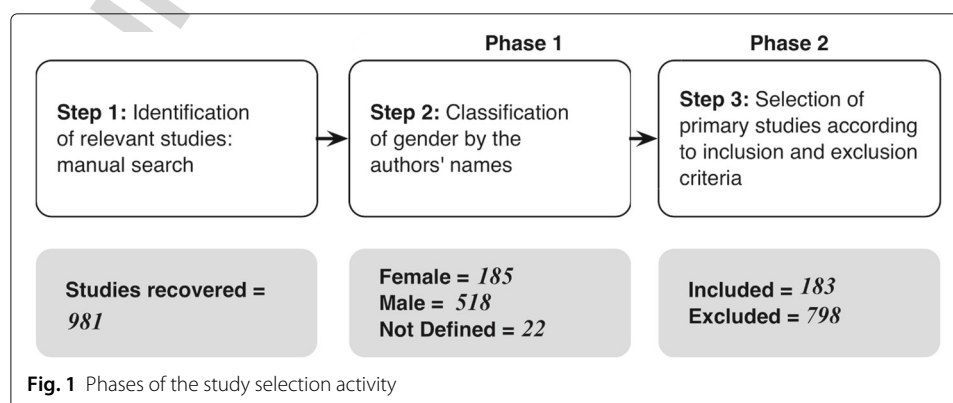 Phase 1
Phase 2
Step 1: Identification
of relevant studies:
manual search
Step 2: Classification
of gender by the
authors' names
Step 3: Selection of
primary studies according
to inclusion and exclusion
criteria
Studies recovered =
981
Female = 185
Male = 518
Not Defined = 22
Included = 183
Excluded = 798
Fig. 1 Phases of the study selection activity